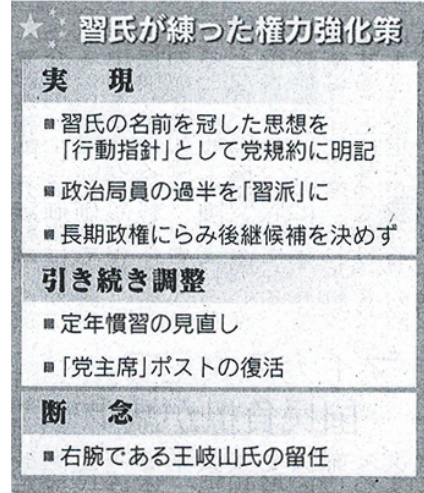 習氏が練った権力強化策
実現
■習氏の名前を冠した思想を
「行動指針」として党規約に明記
■政治局員の過半を「習派」に
■長期政権にらみ後継候補を決めず
引き続き調整
■定年慣習の見直し
■「党主席」ポストの復活
断念
■右腕である王岐山氏の留任